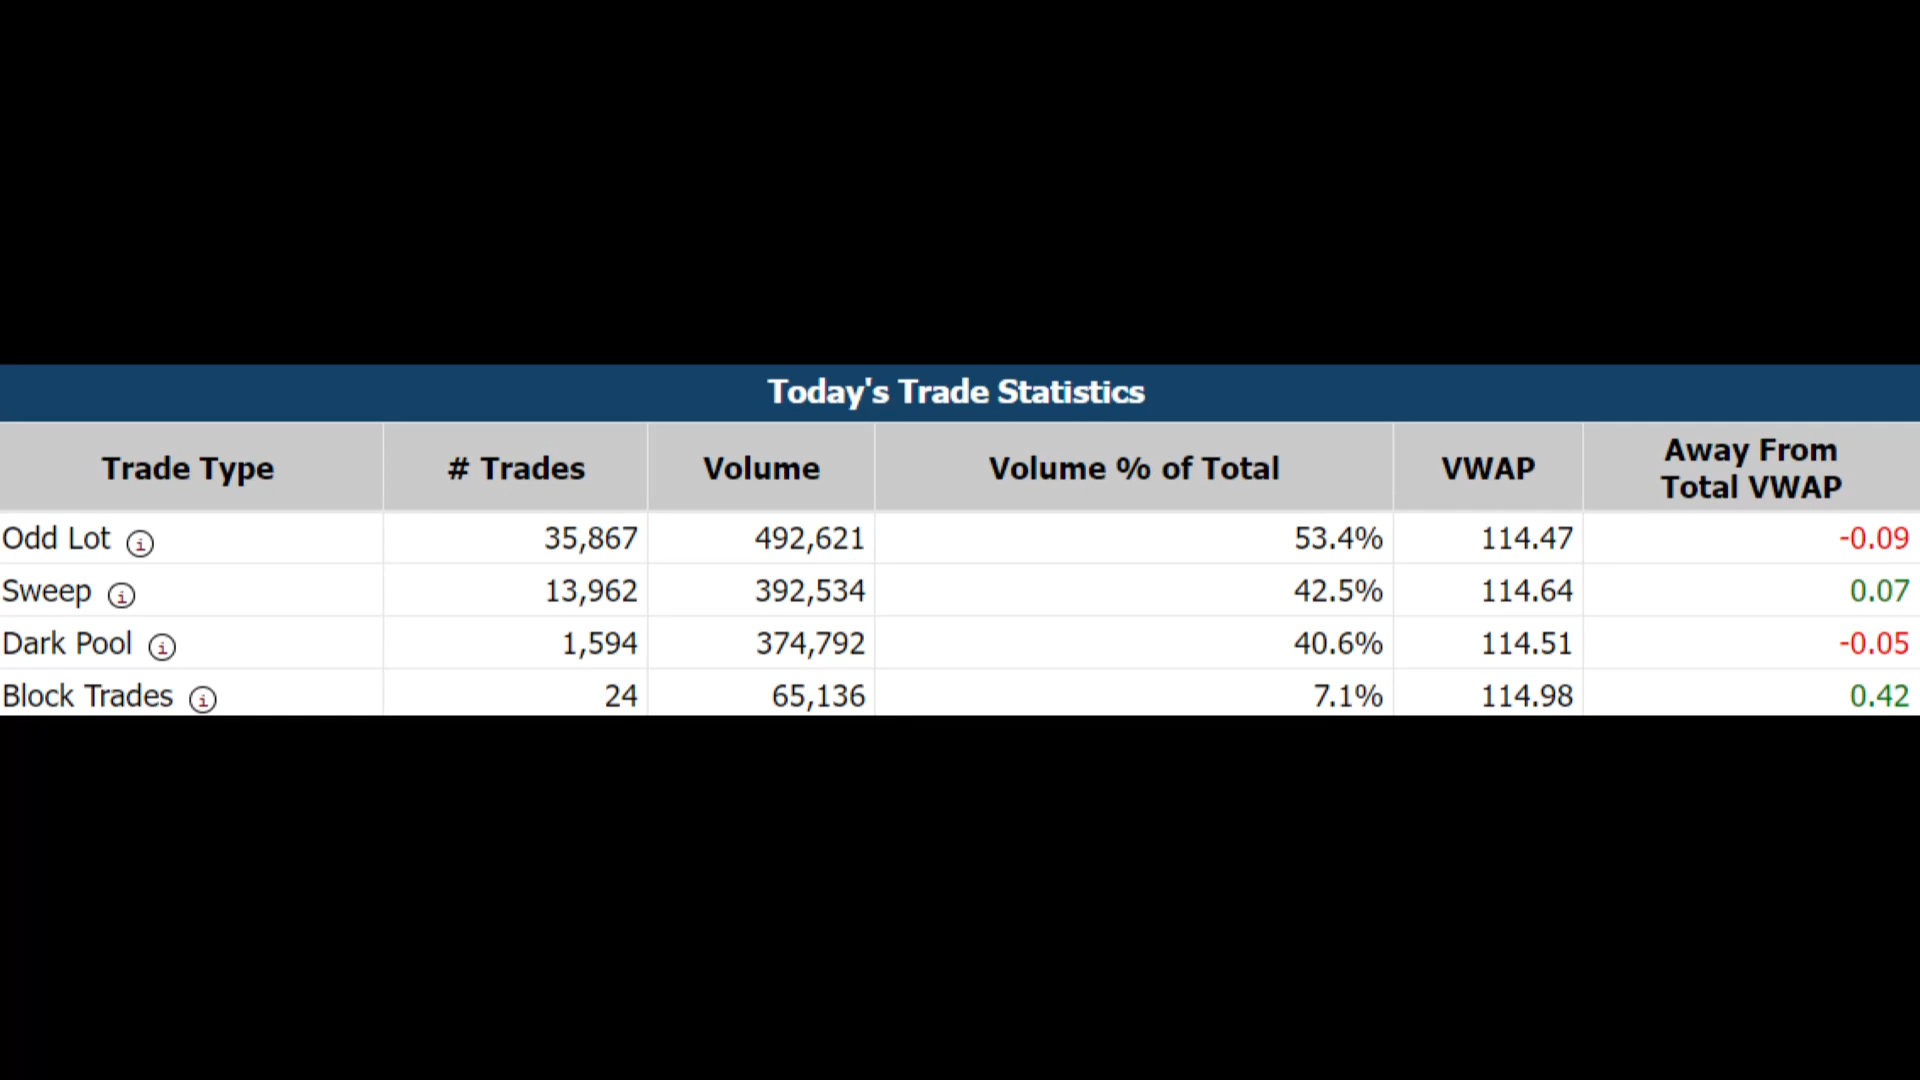 Today's Trade Statistics
Trade Type # Trades Volume Volume % of Total VWAP Away From Total VWAP
Odd Lot i 35,867 492,621 53.4% 114.47 -0.09
Sweep i 13,962 392,534 42.5% 114.64 0.07
Dark Pool i 1,594 374,792 40.6% 114.51 -0.05
Block Trades i 24 65,136 7.1% 114.98 0.42